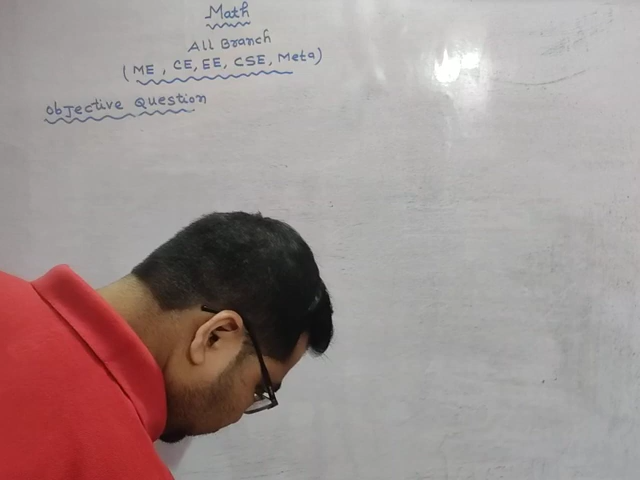 Math
All Branch
(ME, CE, EE, CSE, Meta)
Objective Question